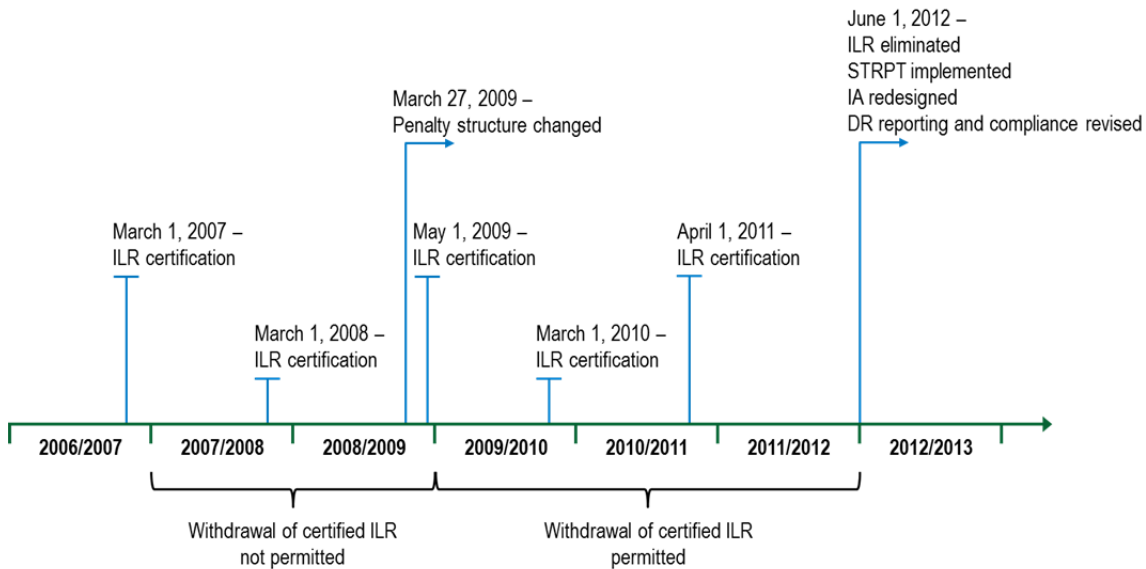 June 1, 2012 –
ILR eliminated
STRPT implemented
IA redesigned
DR reporting and compliance revised
March 27, 2009 –
Penalty structure changed
March 1, 2007 –
ILR certification
May 1, 2009 –
ILR certification
April 1, 2011 –
ILR certification
March 1, 2008 –
ILR certification
March 1, 2010 –
ILR certification
2006/2007
2007/2008
2008/2009
2009/2010
2010/2011
2011/2012
2012/2013
Withdrawal of certified ILR
not permitted
Withdrawal of certified ILR
permitted